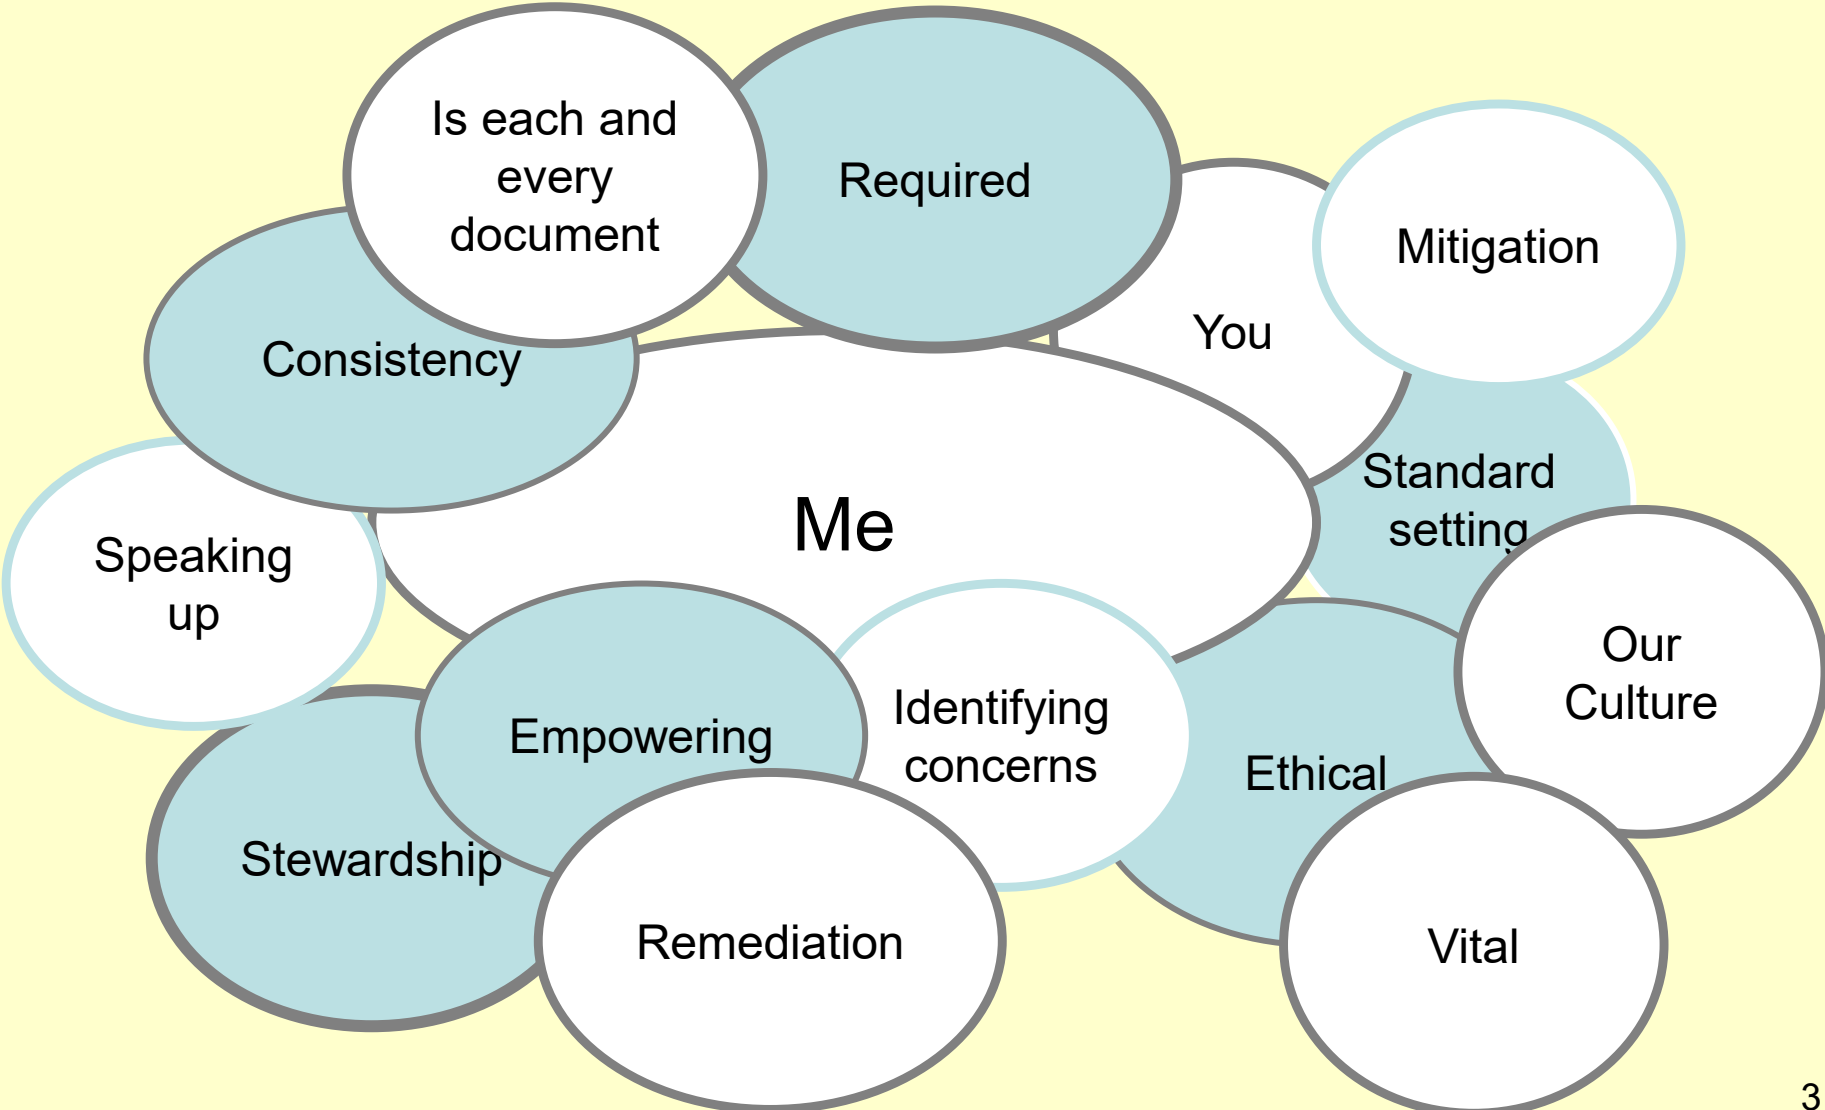 Is each and
every
document
Required
Mitigation
You
Consistency
Standard
setting
Me
Speaking
up
Our
Culture
Identifying
concerns
Empowering
Ethical
Stewardship
Remediation
Vital
3